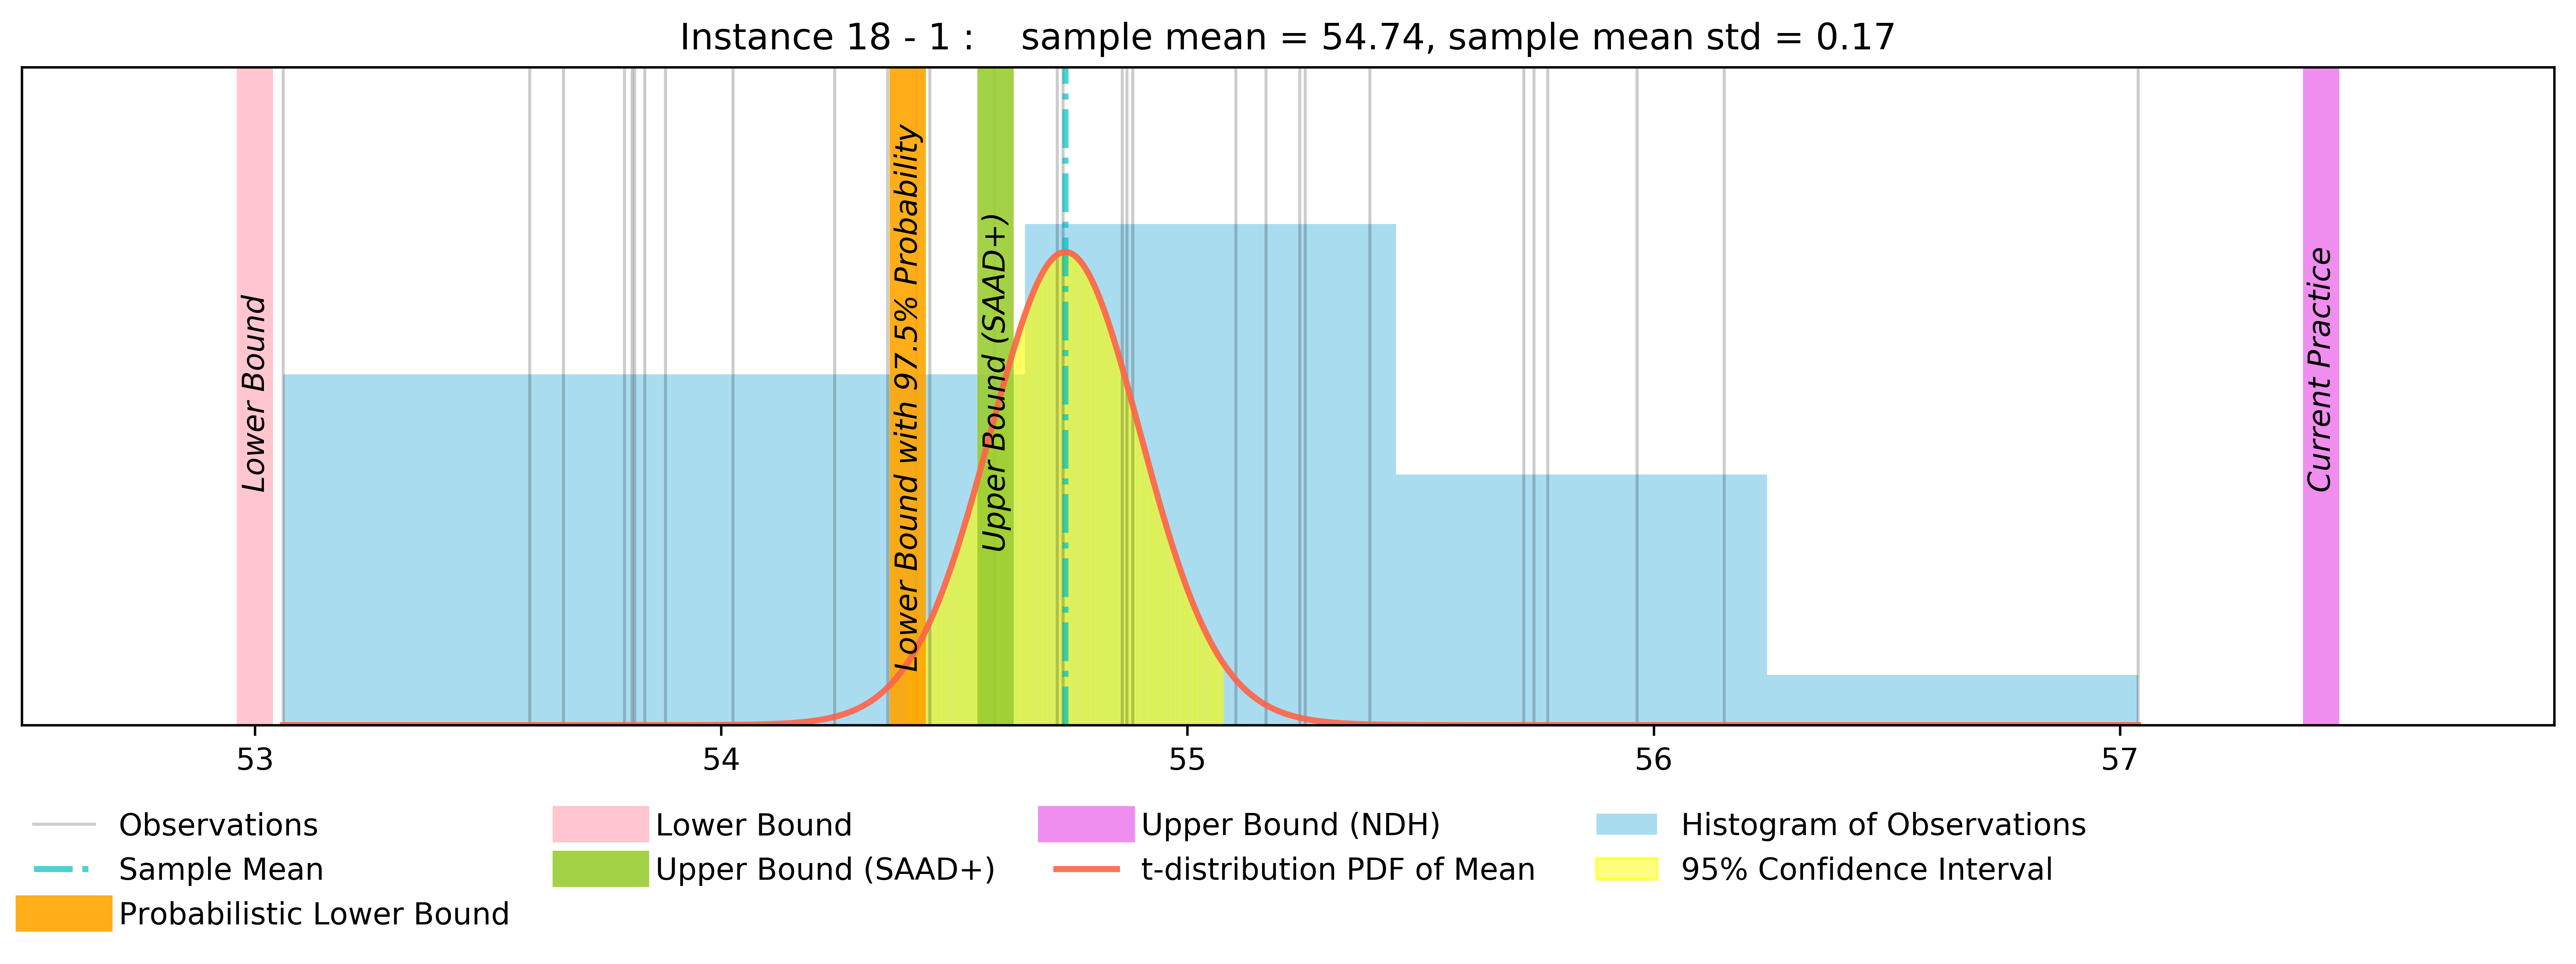 Instance 18 - 1 :    sample mean = 54.74, sample mean std = 0.17
Lower Bound
Lower Bound with 97.5% Probability
Upper Bound (SAAD+)
Current Practice
53 54 55 56 57
Observations
Sample Mean
Probabilistic Lower Bound
Lower Bound
Upper Bound (SAAD+)
Upper Bound (NDH)
t-distribution PDF of Mean
Histogram of Observations
95% Confidence Interval